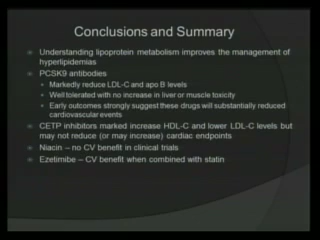 Conclusions and Summary
Understanding lipoprotein metabolism improves the management of
hyperlipidemias
PCSK9 antibodies
Markedly reduce LDL-C and apo B levels
Well tolerated with no increase in liver or muscle toxicity
Early outcomes strongly suggest these drugs will substantially reduced
cardiovascular events
CETP inhibitors marked increase HDL-C and lower LDL-C levels but
may not reduce (or may increase) cardiac endpoints
Niacin – no CV benefit in clinical trials
Ezetimibe – CV benefit when combined with statin